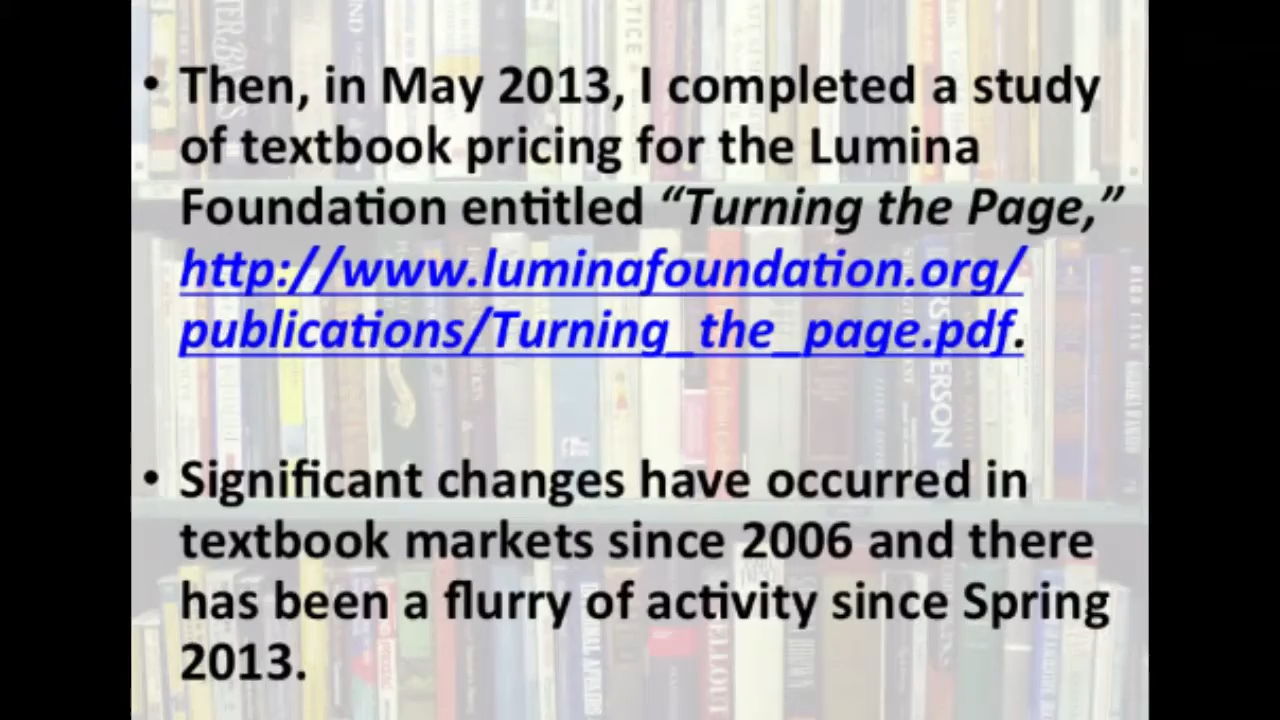 • Then, in May 2013, I completed a study
of textbook pricing for the Lumina
Foundation entitled “Turning the Page,”
http://www.luminafoundation.org/
publications/Turning_the_page.pdf.
• Significant changes have occurred in
textbook markets since 2006 and there
has been a flurry of activity since Spring
2013.